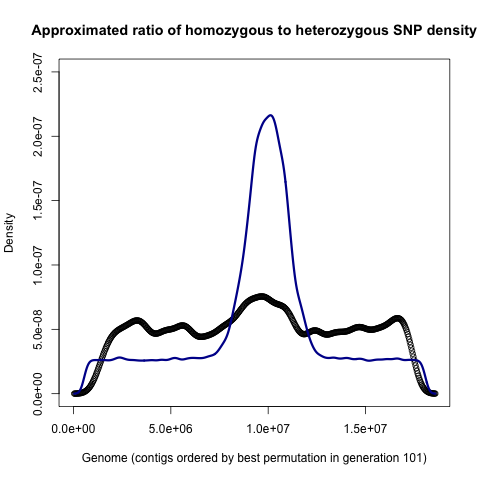 Approximated ratio of homozygous to heterozygous SNP density
Density
2.5e-07
2.0e-07
1.5e-07
1.0e-07
5.0e-08
0.0e+00
0.0e+00 5.0e+06 1.0e+07 1.5e+07
Genome (contigs ordered by best permutation in generation 101)